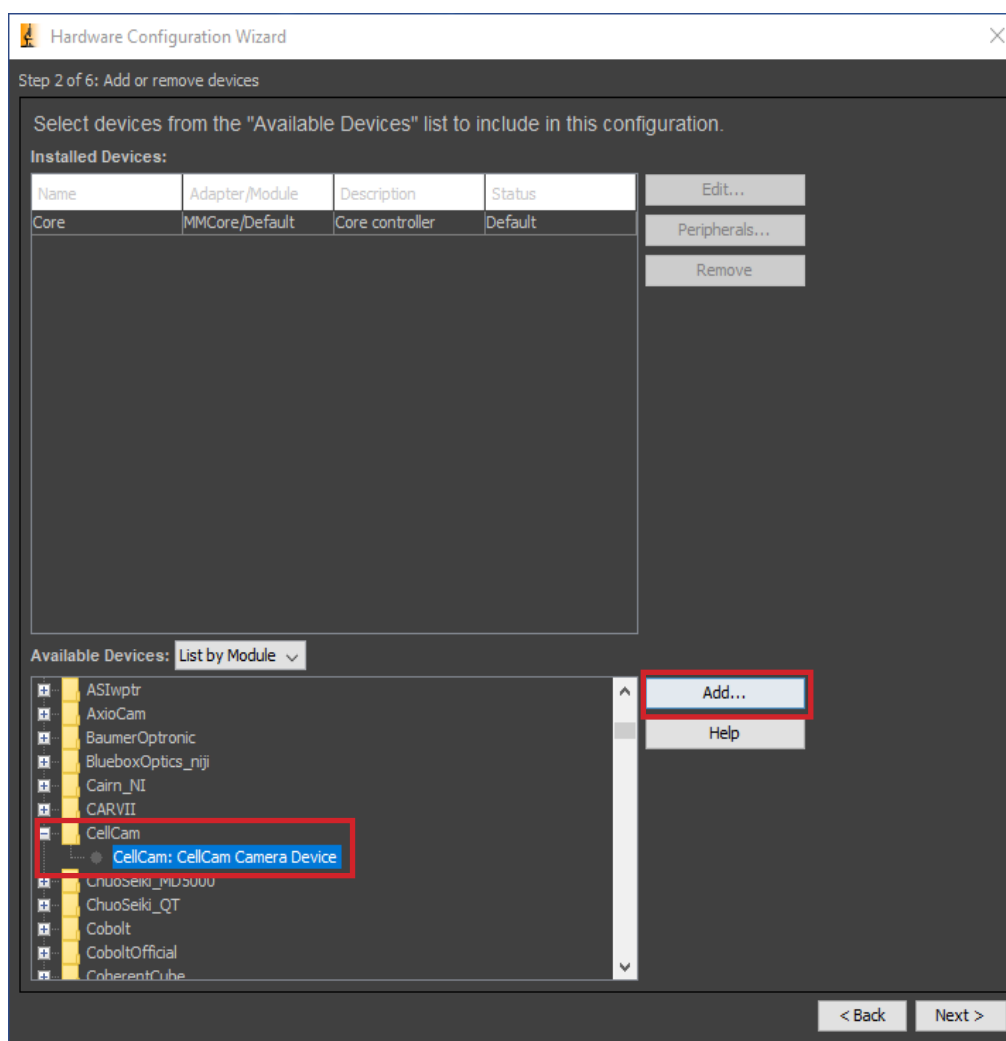 Hardware Configuration Wizard
Step 2 of 6: Add or remove devices
Select devices from the "Available Devices" list to include in this configuration.
Installed Devices:
Name Adapter/Module Description Status
Core MMCore/Default Core controller Default
Edit...
Peripherals...
Remove
Available Devices: List by Module
ASIwptr
AxioCam
BaumerOptronic
BlueboxOptics_niji
Cairn_NI
CARVII
CellCam
CellCam: CellCam Camera Device
ChuoSeiki_MD5000
ChuoSeiki_QT
Cobolt
CoboltOfficial
CoherentCube
Add...
Help
< Back Next >